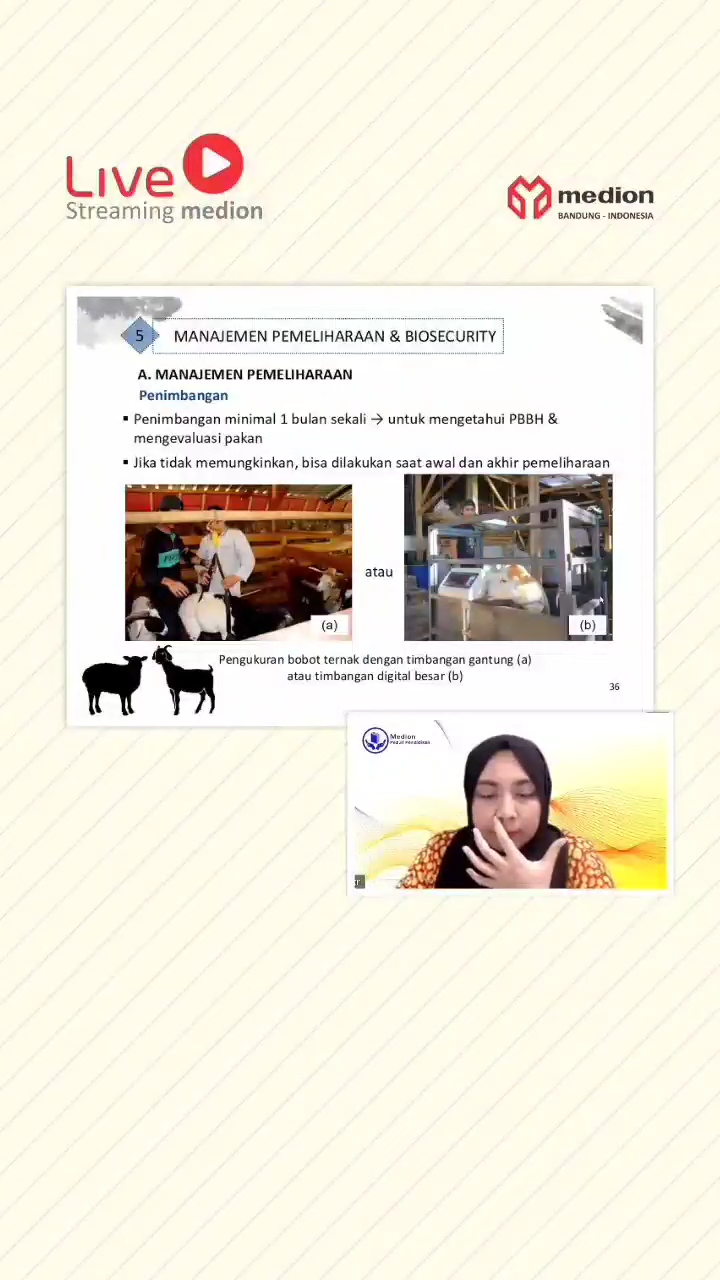 Live
Streaming medion
medion
BANDUNG - INDONESIA
5
MANAJEMEN PEMELIHARAAN & BIOSECURITY
A. MANAJEMEN PEMELIHARAAN
Penimbangan
▪ Penimbangan minimal 1 bulan sekali → untuk mengetahui PBBH &
mengevaluasi pakan
▪ Jika tidak memungkinkan, bisa dilakukan saat awal dan akhir pemeliharaan
atau
(a)
(b)
Pengukuran bobot ternak dengan timbangan gantung (a)
atau timbangan digital besar (b)
36
Medion
Peduli Pendidikan